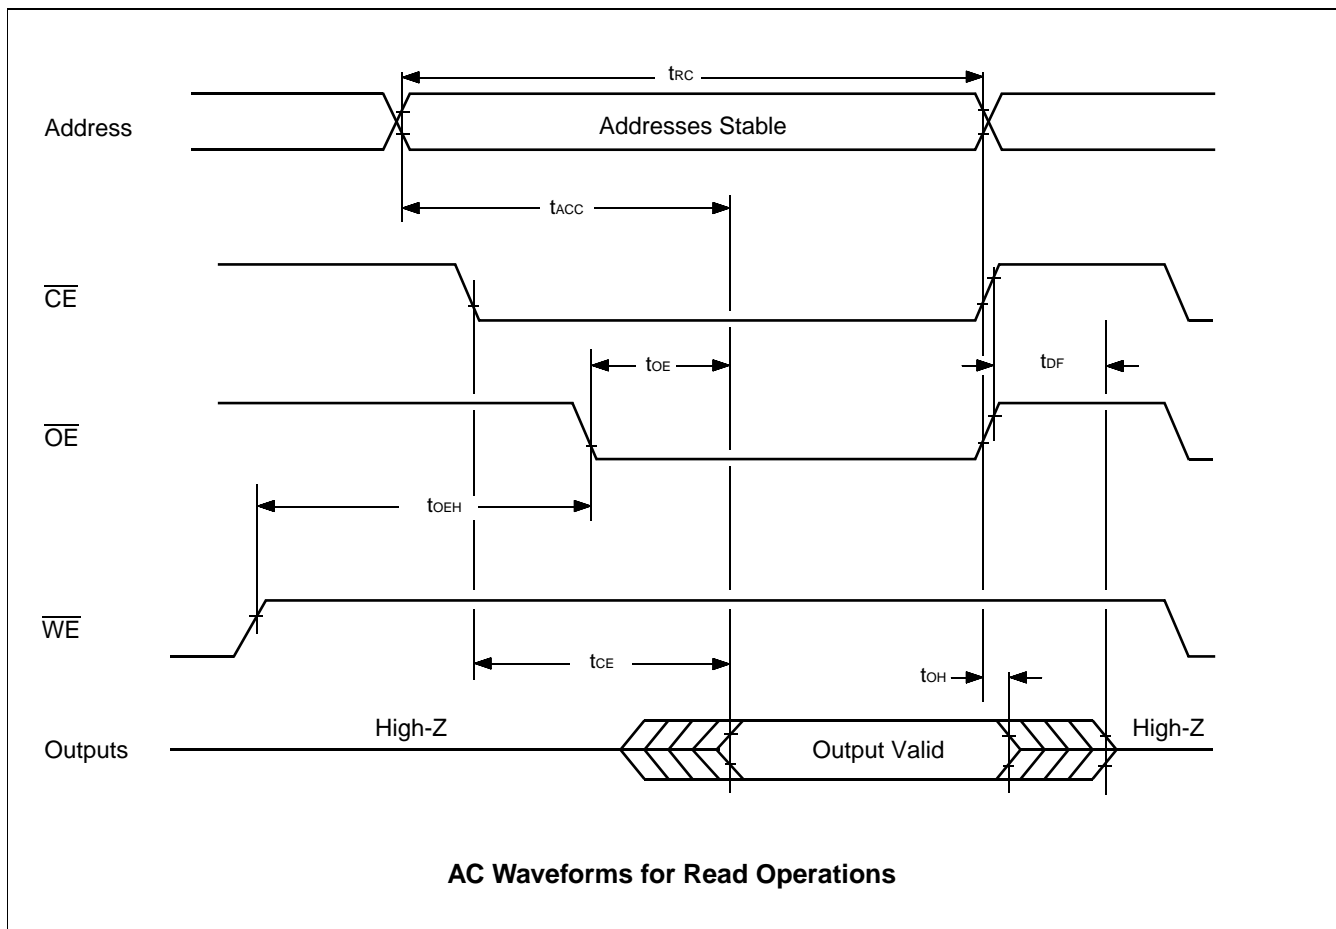 tRC
Address
Addresses Stable
tACC
CE
tOE
tDF
OE
tOEH
WE
tCE
tOH
High-Z
High-Z
Outputs
Output Valid
AC Waveforms for Read Operations